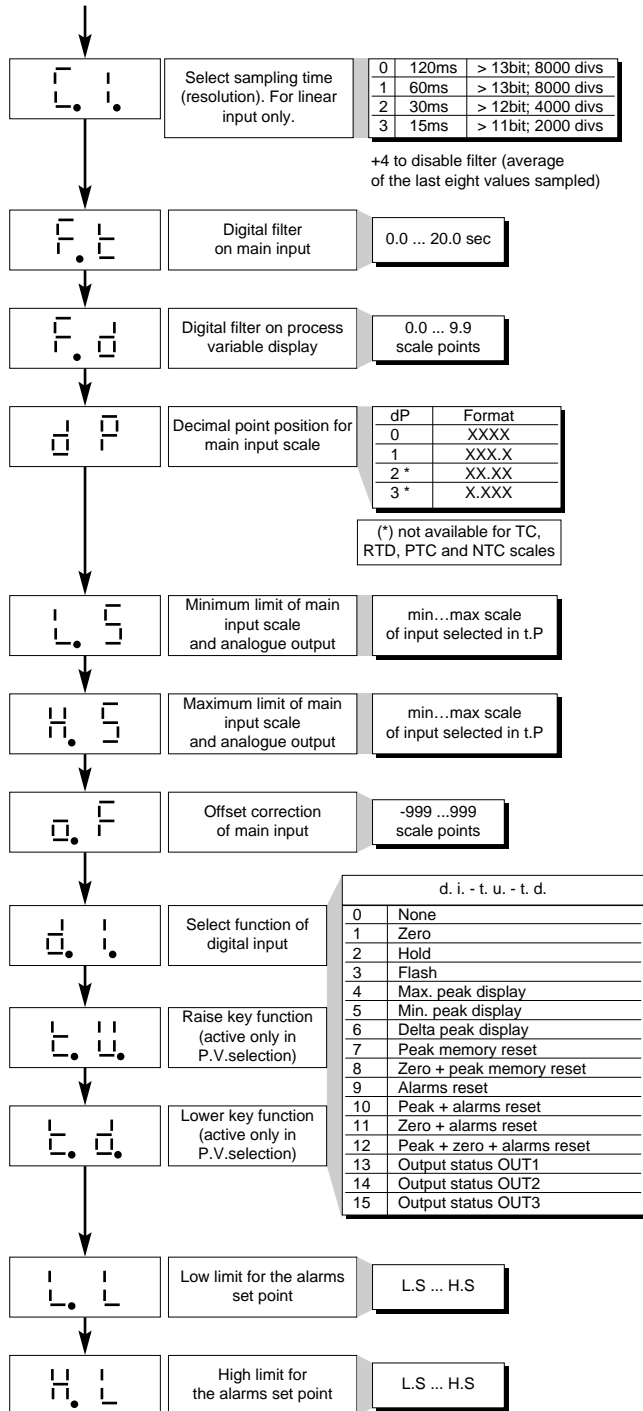 C. I.
Select sampling time
(resolution). For linear
input only.
0 120ms > 13bit; 8000 divs
1 60ms > 13bit; 8000 divs
2 30ms > 12bit; 4000 divs
3 15ms > 11bit; 2000 divs
+4 to disable filter (average
of the last eight values sampled)
F. t
Digital filter
on main input
0.0 ... 20.0 sec
F. d
Digital filter on process
variable display
0.0 ... 9.9
scale points
d P
Decimal point position for
main input scale
dP Format
0 XXXX
1 XXX.X
2 * XX.XX
3 * X.XXX
(*) not available for TC,
RTD, PTC and NTC scales
L. S
Minimum limit of main
input scale
and analogue output
min…max scale
of input selected in t.P
H. S
Maximum limit of main
input scale
and analogue output
min…max scale
of input selected in t.P
o. F
Offset correction
of main input
-999 ...999
scale points
d. I.
Select function of
digital input
t. U.
Raise key function
(active only in
P.V.selection)
t. d.
Lower key function
(active only in
P.V.selection)
d. i. - t. u. - t. d.
0 None
1 Zero
2 Hold
3 Flash
4 Max. peak display
5 Min. peak display
6 Delta peak display
7 Peak memory reset
8 Zero + peak memory reset
9 Alarms reset
10 Peak + alarms reset
11 Zero + alarms reset
12 Peak + zero + alarms reset
13 Output status OUT1
14 Output status OUT2
15 Output status OUT3
L. L
Low limit for the alarms
set point
L.S ... H.S
H. L
High limit for
the alarms set point
L.S ... H.S